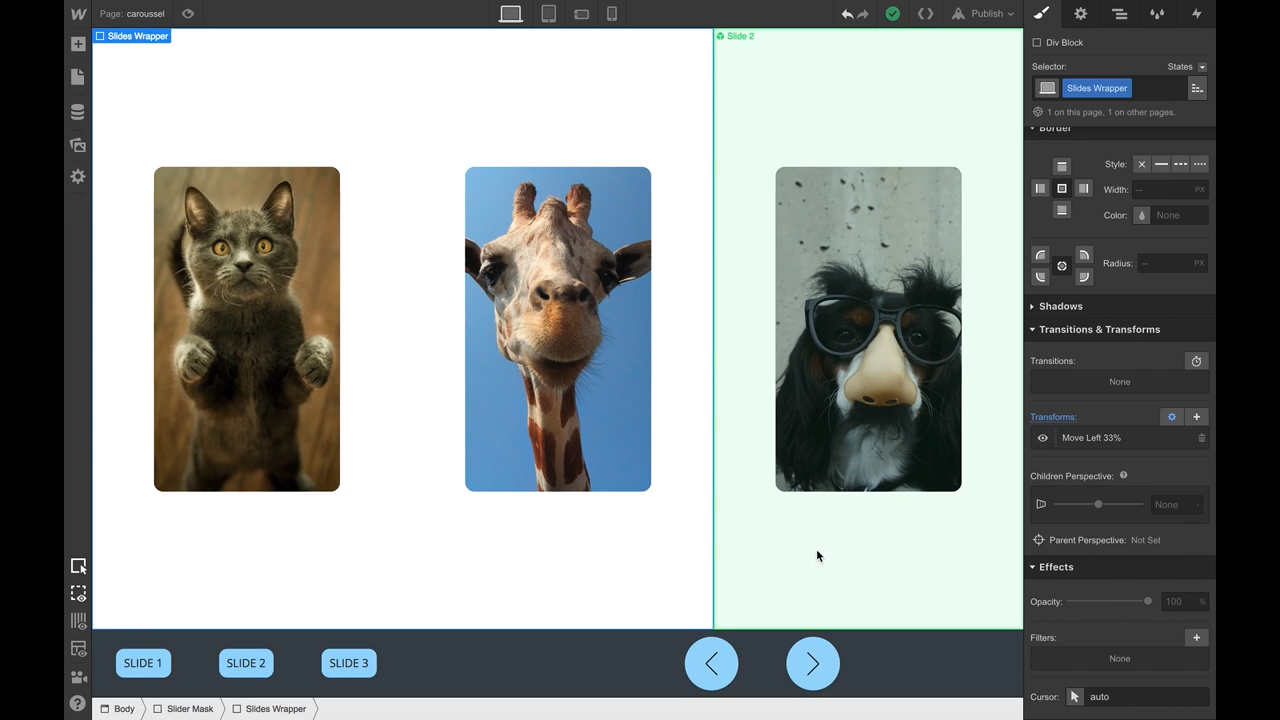 Page: caroussel
Publish
Slides Wrapper
Slide 2
Div Block
Selector:
States
Slides Wrapper
1 on this page, 1 on other pages.
Border
Style:
Width: -- PX
Color: None
Radius: -- PX
Shadows
Transitions & Transforms
Transitions:
None
Transforms:
Move Left 33%
Children Perspective:
None
Parent Perspective: Not Set
Effects
Opacity: 100 %
Filters:
None
Cursor: auto
SLIDE 1
SLIDE 2
SLIDE 3
Body
Slider Mask
Slides Wrapper